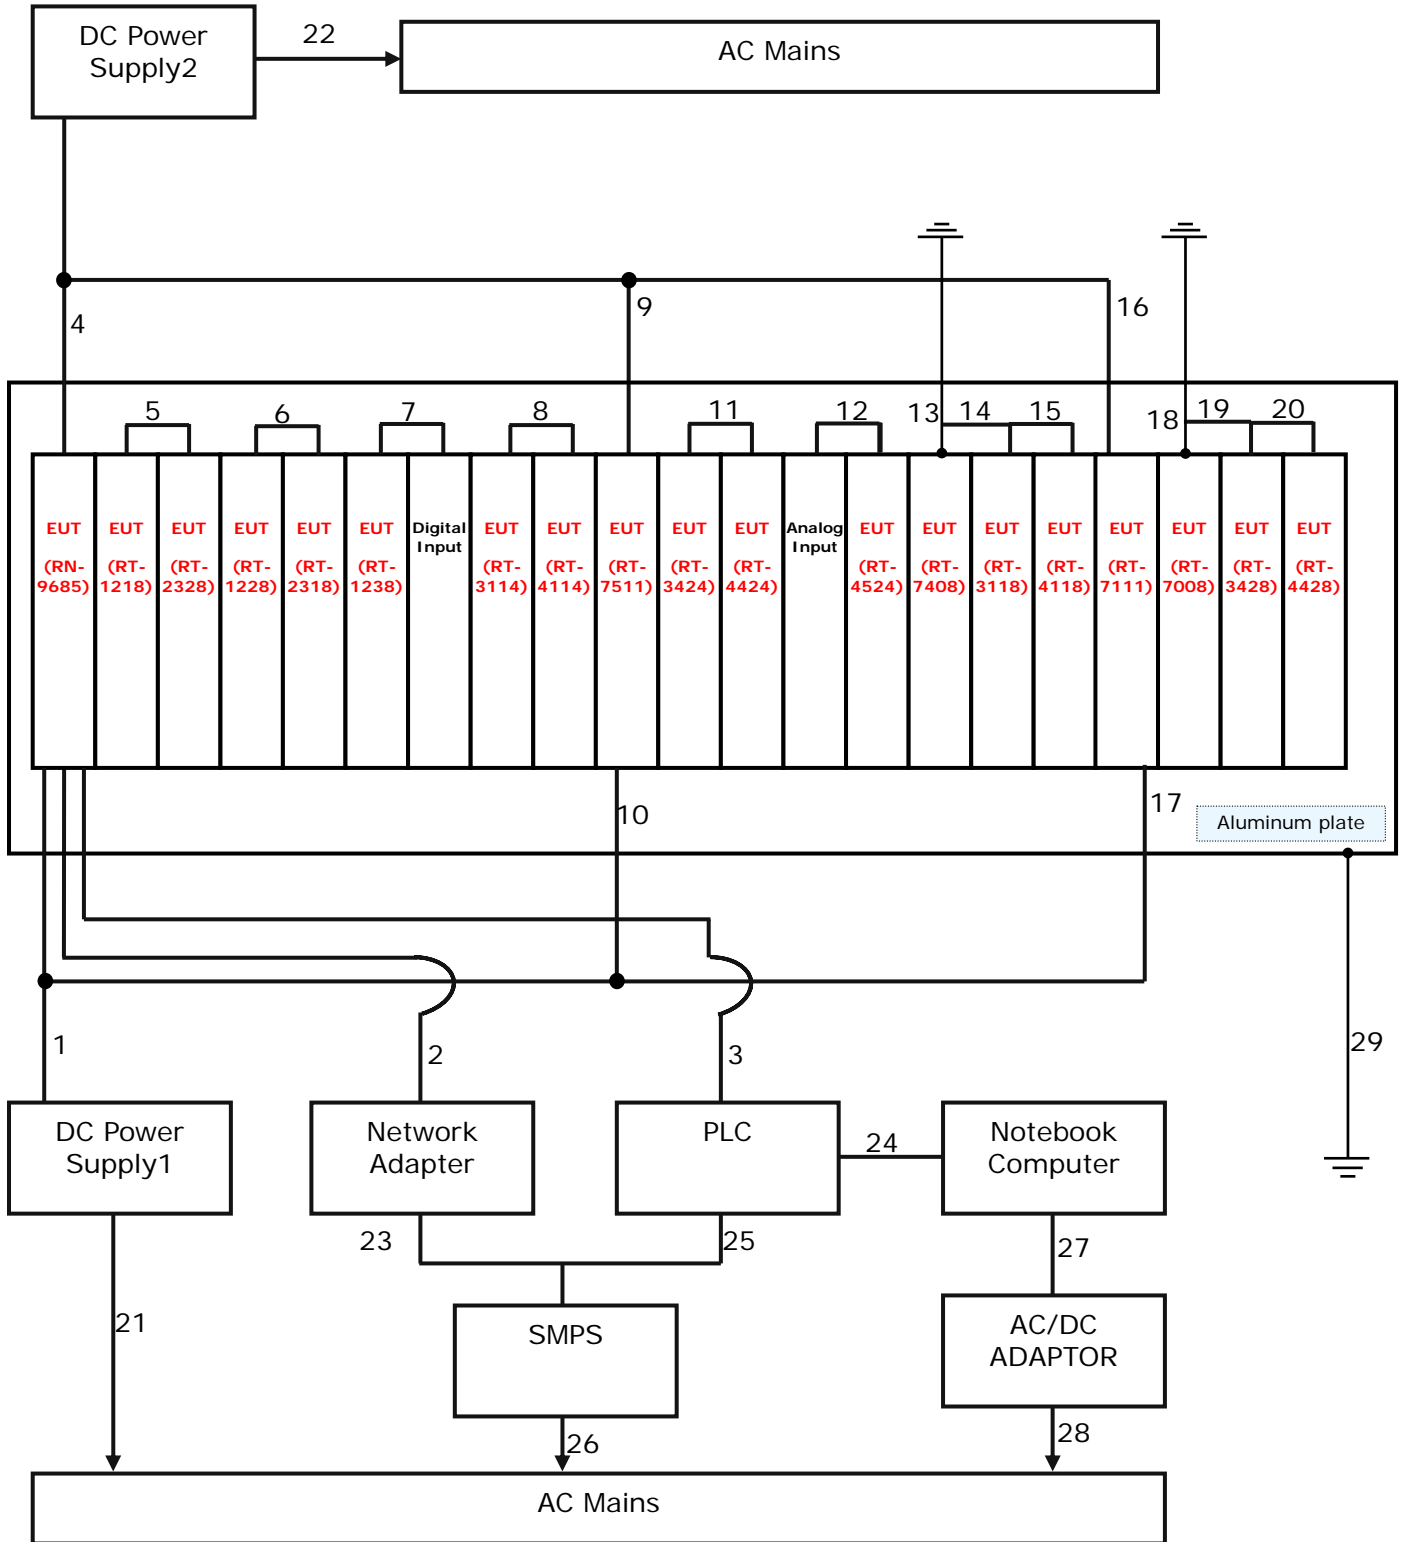 DC Power
Supply2
22
AC Mains
4
9
16
5
6
7
8
11
12
13
14
15
18
19
20
EUT
(RN-
9685)
EUT
(RT-
1218)
EUT
(RT-
2328)
EUT
(RT-
1228)
EUT
(RT-
2318)
EUT
(RT-
1238)
Digital
Input
EUT
(RT-
3114)
EUT
(RT-
4114)
EUT
(RT-
7511)
EUT
(RT-
3424)
EUT
(RT-
4424)
Analog
Input
EUT
(RT-
4524)
EUT
(RT-
7408)
EUT
(RT-
3118)
EUT
(RT-
4118)
EUT
(RT-
7111)
EUT
(RT-
7008)
EUT
(RT-
3428)
EUT
(RT-
4428)
10
17
Aluminum plate
1
2
3
29
DC Power
Supply1
Network
Adapter
PLC
24
Notebook
Computer
23
25
27
21
SMPS
AC/DC
ADAPTOR
26
28
AC Mains